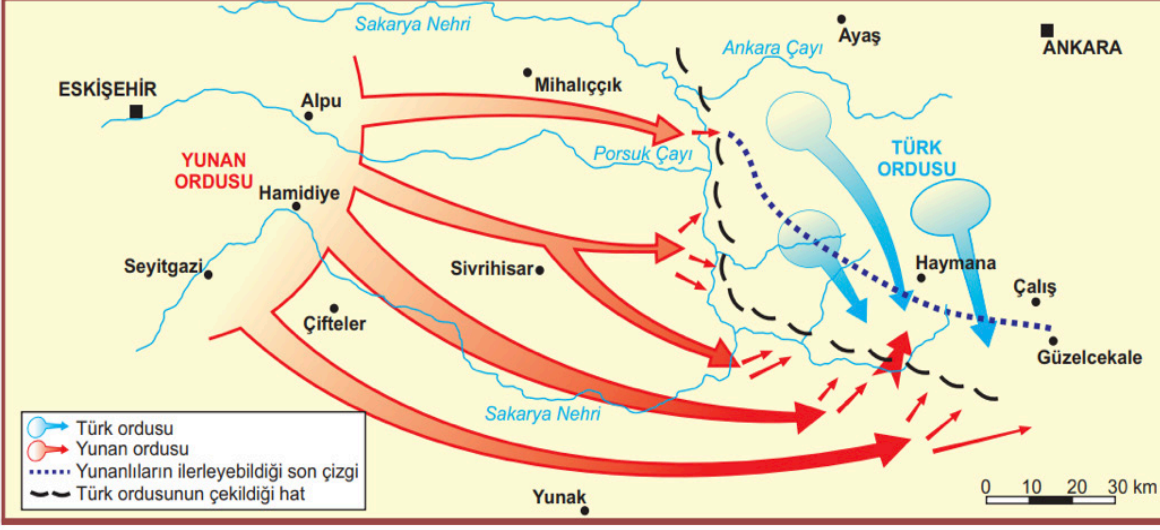 Sakarya Nehri
Ayaş
ANKARA
Ankara Çayı
Mihalıççık
ESKİŞEHİR
Alpu
Porsuk Çayı
YUNAN
ORDUSU
TÜRK
ORDUSU
Hamidiye
Seyitgazi
Sivrihisar
Haymana
Çalış
Çifteler
Güzelcekale
Sakarya Nehri
Türk ordusu
Yunan ordusu
Yunanlıların ilerleyebildiği son çizgi
Türk ordusunun çekildiği hat
Yunak
0 10 20 30 km